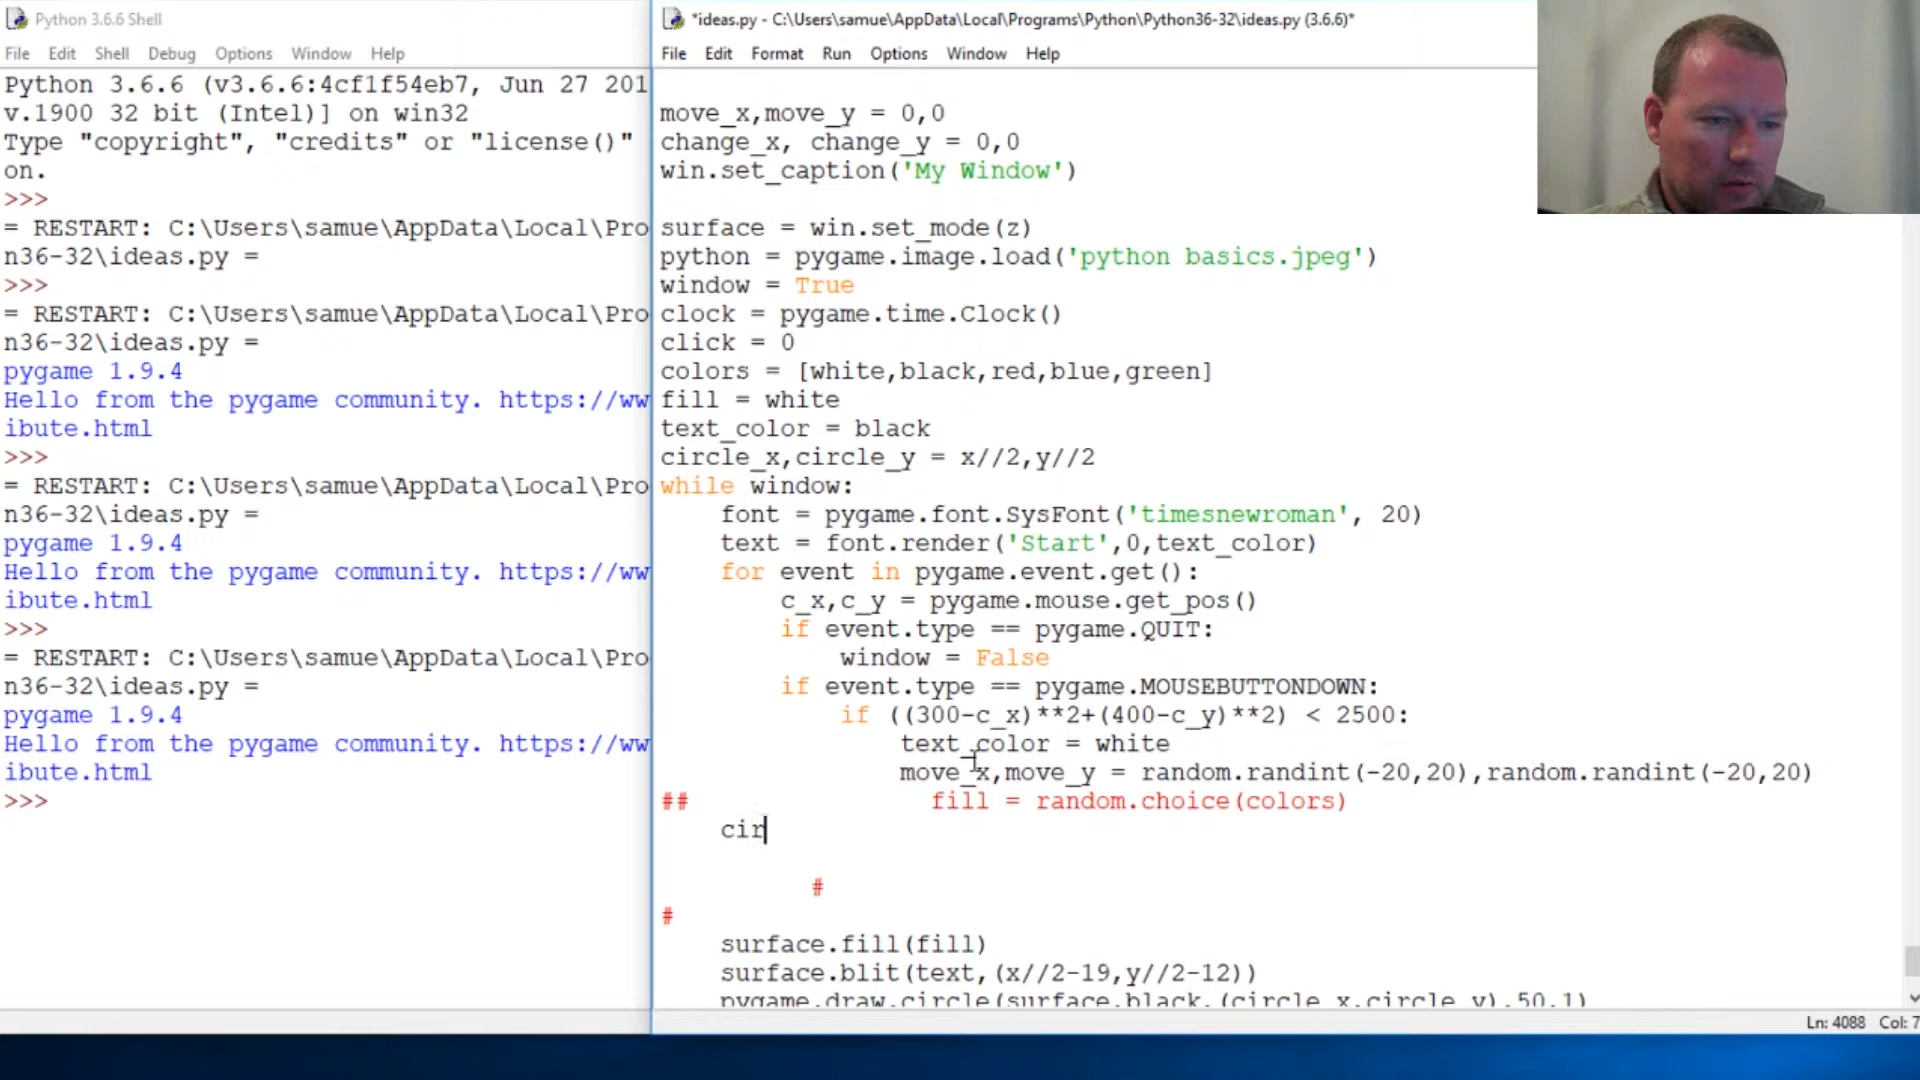 Python 3.6.6 Shell
File Edit Shell Debug Options Window Help
Python 3.6.6 (v3.6.6:4cf1f54eb7, Jun 27 201
v.1900 32 bit (Intel)] on win32
Type "copyright", "credits" or "license()"
on.
>>>
= RESTART: C:\Users\samue\AppData\Local\Pro
n36-32\ideas.py =
>>>
= RESTART: C:\Users\samue\AppData\Local\Pro
n36-32\ideas.py =
pygame 1.9.4
Hello from the pygame community. https://ww
ibute.html
>>>
= RESTART: C:\Users\samue\AppData\Local\Pro
n36-32\ideas.py =
pygame 1.9.4
Hello from the pygame community. https://ww
ibute.html
>>>
= RESTART: C:\Users\samue\AppData\Local\Pro
n36-32\ideas.py =
pygame 1.9.4
Hello from the pygame community. https://ww
ibute.html
>>>
*ideas.py - C:\Users\samue\AppData\Local\Programs\Python\Python36-32\ideas.py (3.6.6)*
File Edit Format Run Options Window Help
move_x,move_y = 0,0
change_x, change_y = 0,0
win.set_caption('My Window')
surface = win.set_mode(z)
python = pygame.image.load('python basics.jpeg')
window = True
clock = pygame.time.Clock()
click = 0
colors = [white,black,red,blue,green]
fill = white
text_color = black
circle_x,circle_y = x//2,y//2
while window:
    font = pygame.font.SysFont('timesnewroman', 20)
    text = font.render('Start',0,text_color)
    for event in pygame.event.get():
        c_x,c_y = pygame.mouse.get_pos()
        if event.type == pygame.QUIT:
            window = False
        if event.type == pygame.MOUSEBUTTONDOWN:
            if ((300-c_x)**2+(400-c_y)**2) < 2500:
                text_color = white
                move_x,move_y = random.randint(-20,20),random.randint(-20,20)
##                fill = random.choice(colors)
    cir
#
#
    surface.fill(fill)
    surface.blit(text,(x//2-19,y//2-12))
    pygame.draw.circle(surface,black,(circle_x,circle_y),50,1)
Ln: 4088 Col: 7